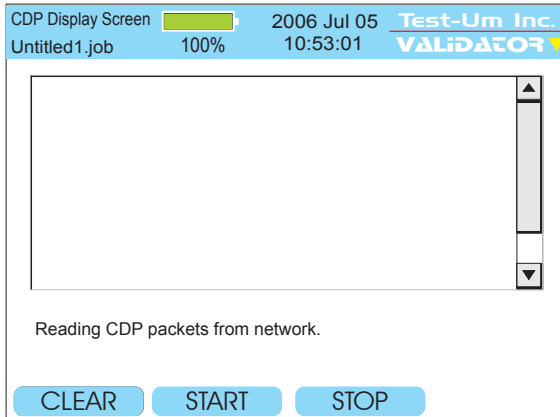 CDP Display Screen 2006 Jul 05 Test-Um Inc.
Untitled1.job 100% 10:53:01 VALiDATOR
Reading CDP packets from network.
CLEAR START STOP